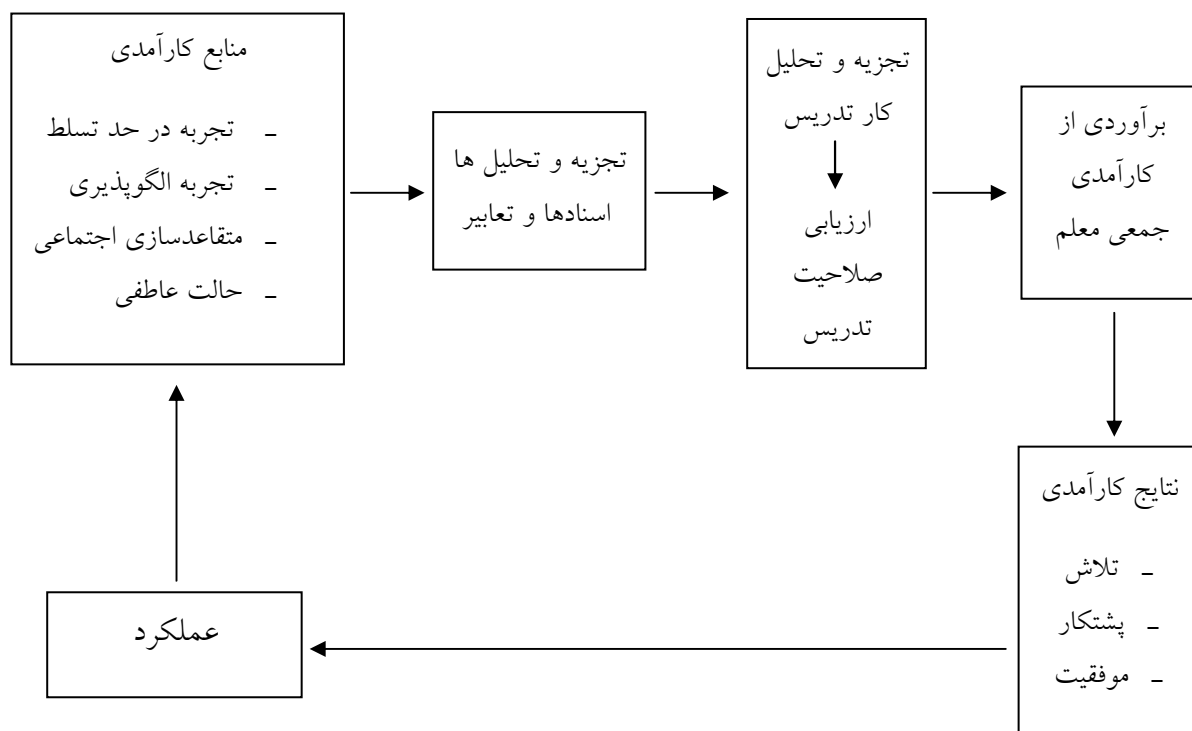 منابع کارآمدی
- تجربه در حد تسلط
- تجربه الگوپذیری
- متقاعدسازی اجتماعی
- حالت عاطفی
تجزیه و تحلیل ها
اسنادها و تعابیر
تجزیه و تحلیل
کار تدریس
ارزیابی
صلاحیت
تدریس
برآوردی از
کارآمدی
جمعی معلم
نتایج کارآمدی
- تلاش
- پشتکار
- موفقیت
عملکرد